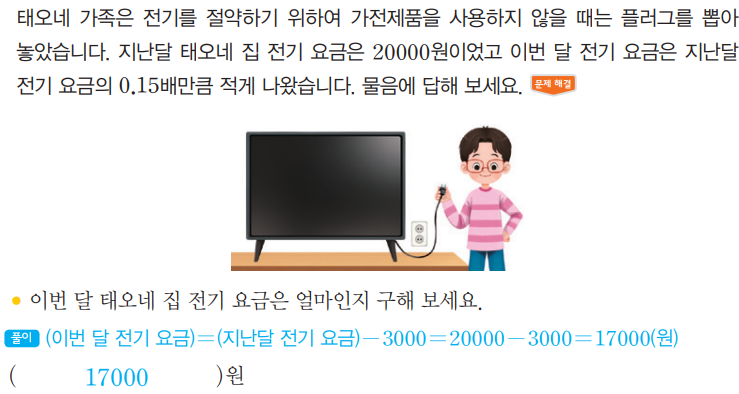 태오네 가족은 전기를 절약하기 위하여 가전제품을 사용하지 않을 때는 플러그를 뽑아
놓았습니다. 지난달 태오네 집 전기 요금은 20000원이었고 이번 달 전기 요금은 지난달
전기 요금의 0.15배만큼 적게 나왔습니다. 물음에 답해 보세요. 문제 해결
● 이번 달 태오네 집 전기 요금은 얼마인지 구해 보세요.
풀이 (이번 달 전기 요금)=(지난달 전기 요금)-3000=20000-3000=17000(원)
( 17000 )원